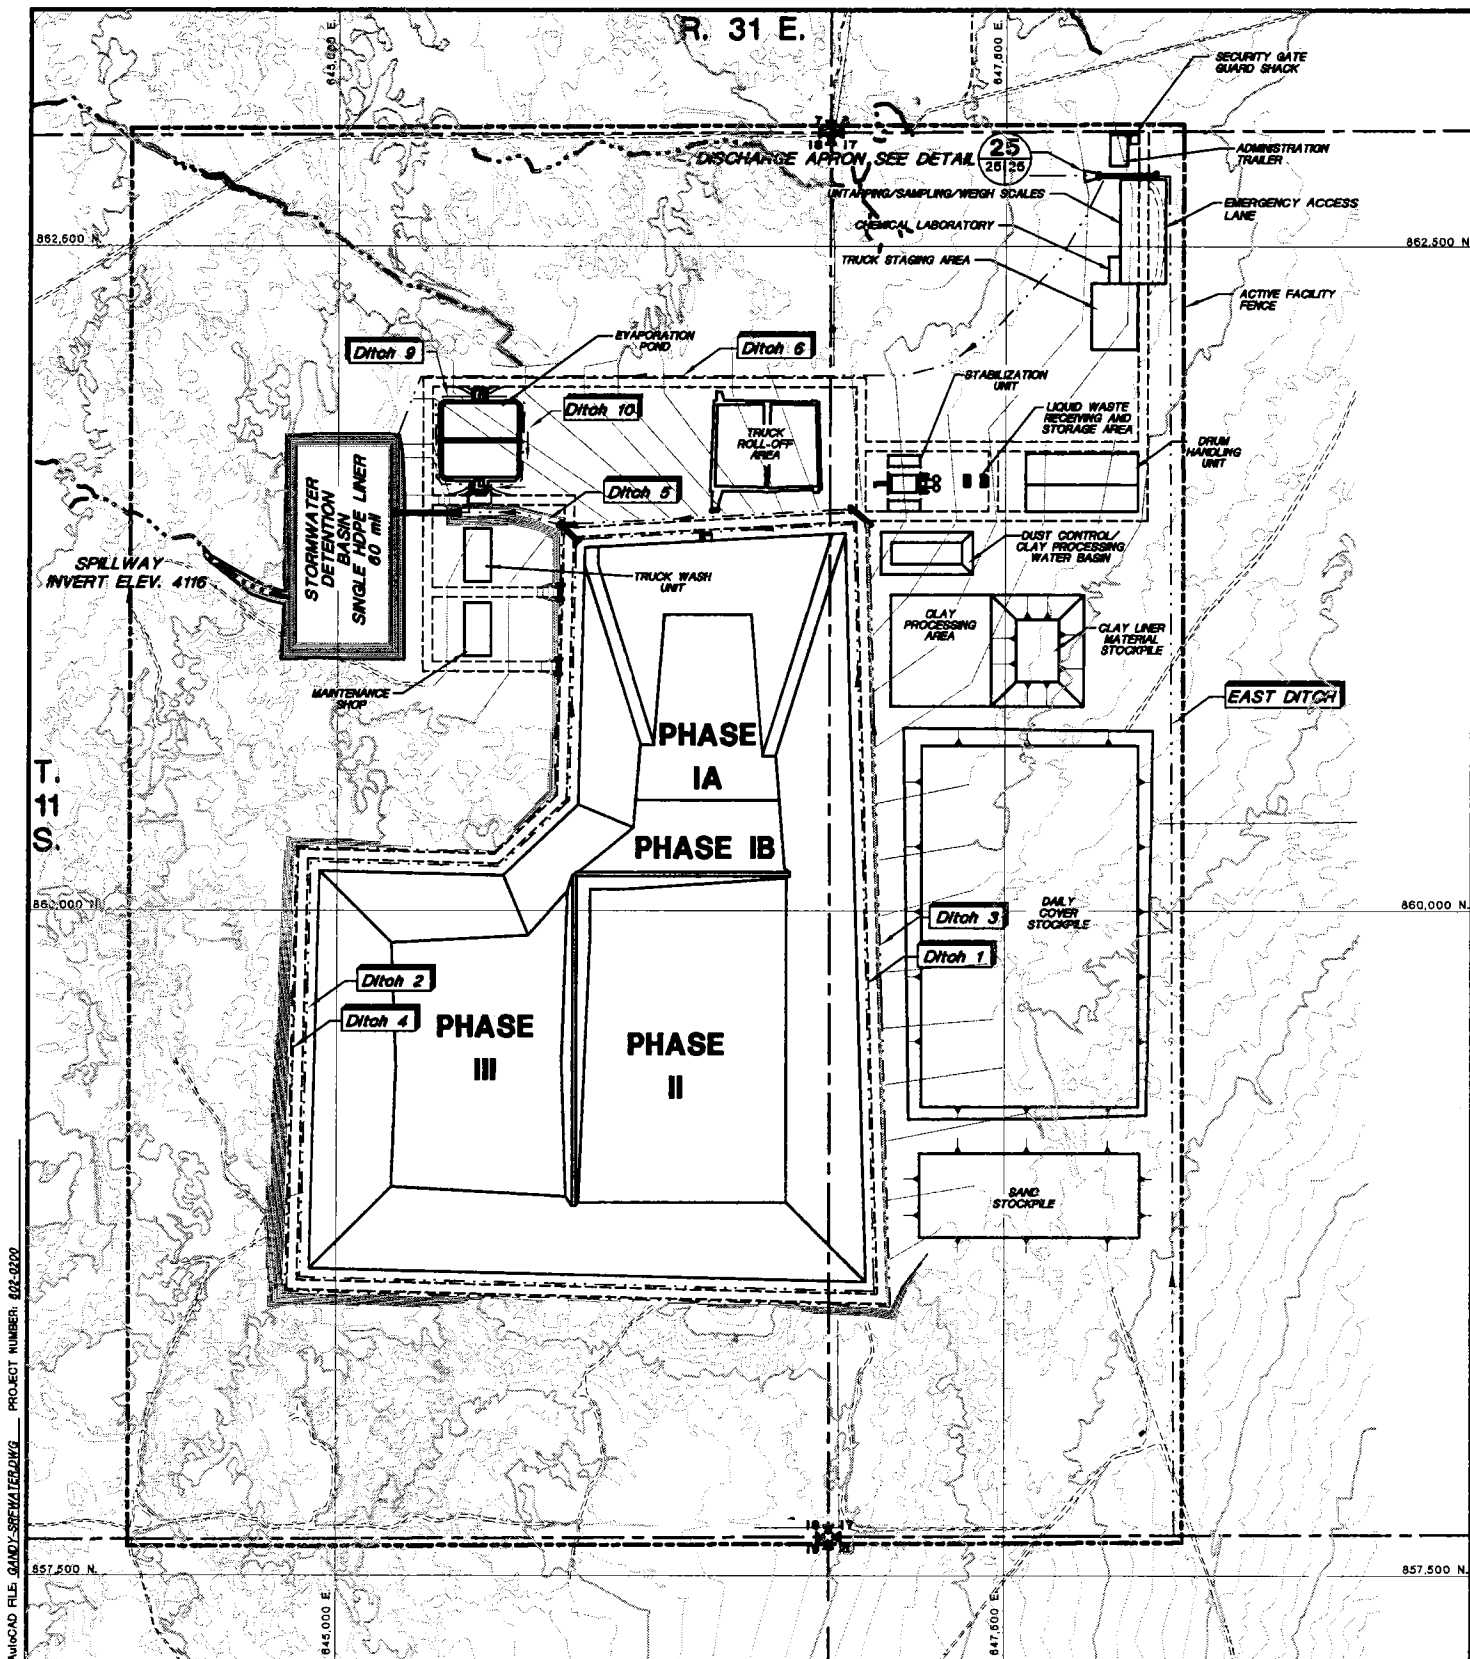 R. 31 E.
645,000 E.
647,500 E.
SECURITY GATE
GUARD SHACK
18 17
DISCHARGE APRON, SEE DETAIL
25
25 25
ADMINISTRATION
TRAILER
UNTARPING/SAMPLING/WEIGH SCALES
EMERGENCY ACCESS
LANE
CHEMICAL LABORATORY
862,500 N.
862,500 N.
TRUCK STAGING AREA
ACTIVE FACILITY
FENCE
EVAPORATION
POND
Ditch 9
Ditch 6
STABILIZATION
UNIT
Ditch 10
LIQUID WASTE
RECEIVING AND
STORAGE AREA
TRUCK
ROLL-OFF
AREA
DRUM
HANDLING
UNIT
Ditch 5
STORMWATER
DETENTION
BASIN
SINGLE HDPE LINER
60 mil
DUST CONTROL/
CLAY PROCESSING
WATER BASIN
SPILLWAY
INVERT ELEV. 4116
TRUCK WASH
UNIT
CLAY
PROCESSING
AREA
CLAY LINER
MATERIAL
STOCKPILE
MAINTENANCE
SHOP
EAST DITCH
PHASE
IA
T.
11
S.
PHASE IB
860,000 N.
860,000 N.
DAILY
COVER
STOCKPILE
Ditch 3
Ditch 1
Ditch 2
Ditch 4
PHASE
III
PHASE
II
SAND
STOCKPILE
857,500 N.
857,500 N.
645,000 E.
647,500 E.
AutoCAD FILE: GANDY-SRFWATER.DWG PROJECT NUMBER: 602-0200